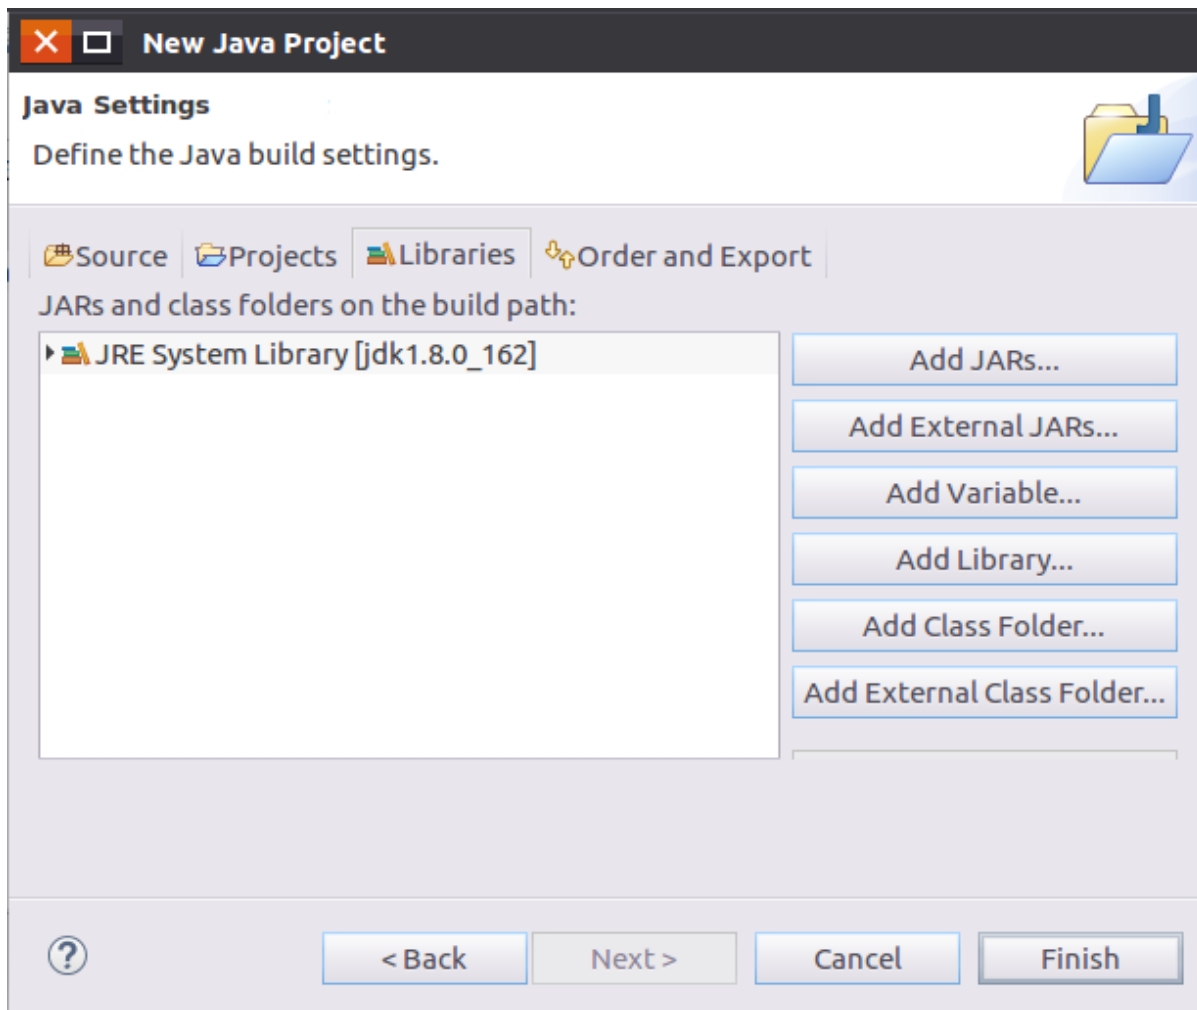 New Java Project
Java Settings
Define the Java build settings.
Source Projects Libraries Order and Export
JARs and class folders on the build path:
JRE System Library [jdk1.8.0_162]
Add JARs...
Add External JARs...
Add Variable...
Add Library...
Add Class Folder...
Add External Class Folder...
? < Back Next > Cancel Finish